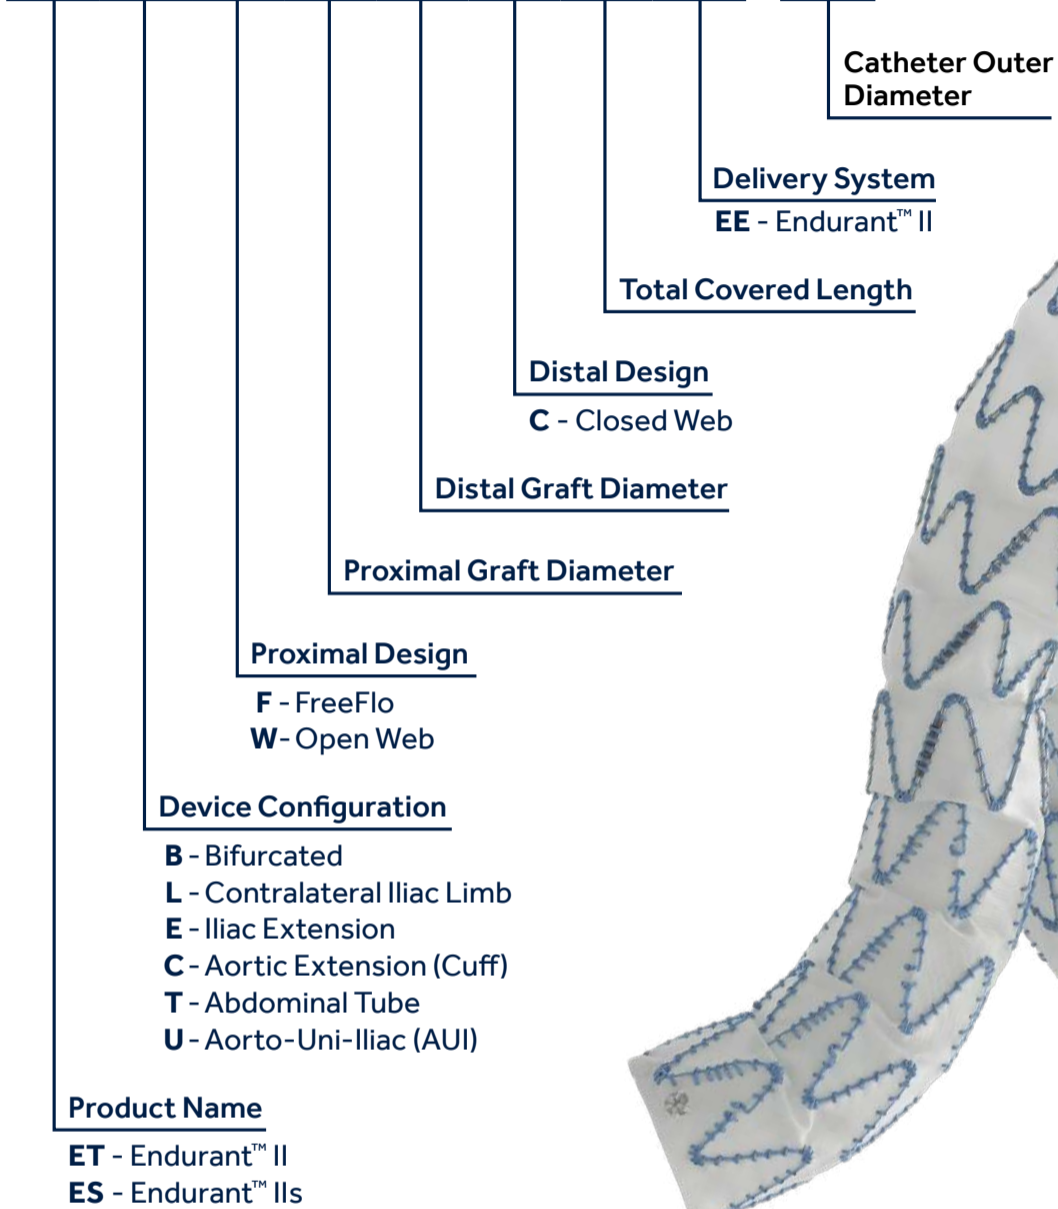 Catheter Outer
Diameter
Delivery System
EE - Endurant™ II
Total Covered Length
Distal Design
C - Closed Web
Distal Graft Diameter
Proximal Graft Diameter
Proximal Design
F - FreeFlo
W - Open Web
Device Configuration
B - Bifurcated
L - Contralateral Iliac Limb
E - Iliac Extension
C - Aortic Extension (Cuff)
T - Abdominal Tube
U - Aorto-Uni-Iliac (AUI)
Product Name
ET - Endurant™ II
ES - Endurant™ IIs